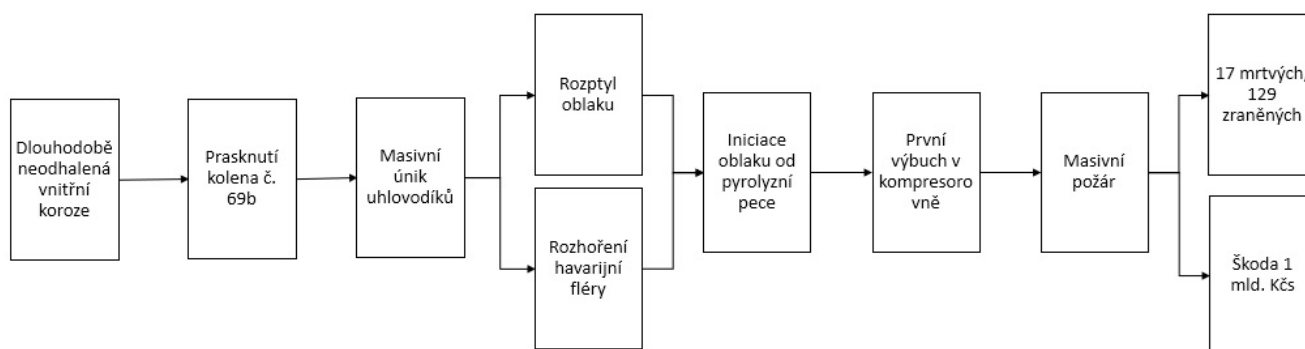 Dlouhodobě
neodhalená
vnitřní
koroze
Prasknutí
kolena č.
69b
Masivní
únik
uhlovodíků
Rozptyl
oblaku
Rozhoření
havarijní
fléry
Iniciace
oblaku od
pyrolyzní
pece
První
výbuch v
kompresoro
vně
Masivní
požár
17 mrtvých,
129
zraněných
Škoda 1
mld. Kčs